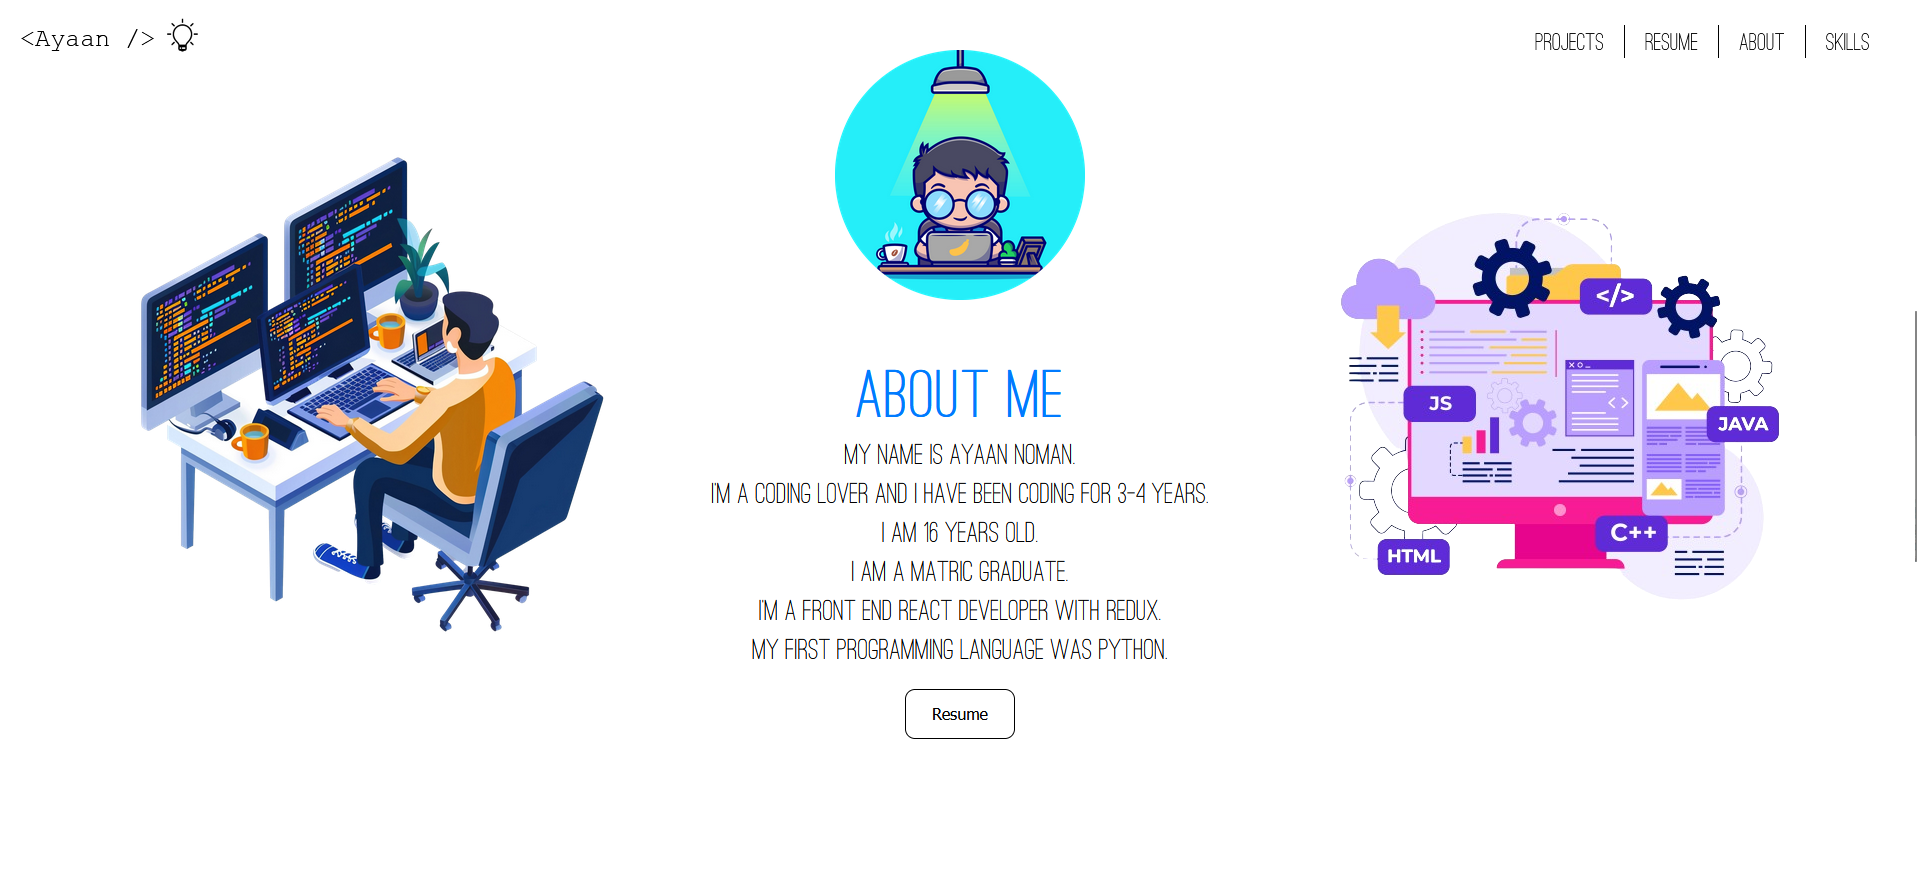 <Ayaan />
PROJECTS
RESUME
ABOUT
SKILLS
ABOUT ME
MY NAME IS AYAAN NOMAN.
I'M A CODING LOVER AND I HAVE BEEN CODING FOR 3-4 YEARS.
I AM 16 YEARS OLD.
I AM A MATRIC GRADUATE.
I'M A FRONT END REACT DEVELOPER WITH REDUX.
MY FIRST PROGRAMMING LANGUAGE WAS PYTHON.
Resume
</>
JS
JAVA
C++
HTML